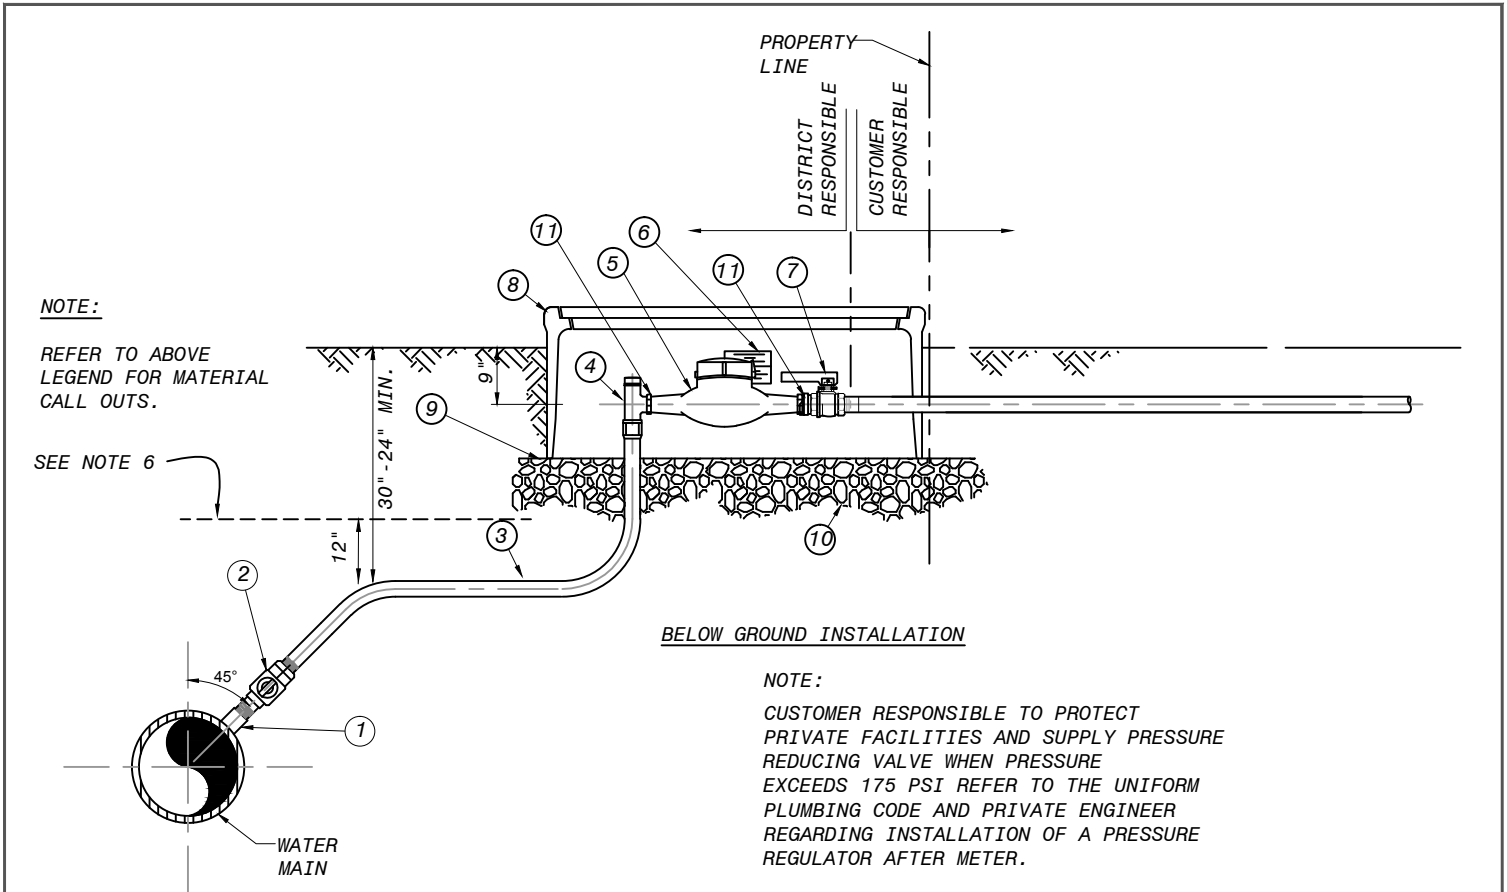 PROPERTY
LINE
DISTRICT
RESPONSIBLE
CUSTOMER
RESPONSIBLE
11
6
5
11
7
8
NOTE:
REFER TO ABOVE
LEGEND FOR MATERIAL
CALL OUTS.
9"
4
30"-24" MIN.
9
SEE NOTE 6
12"
3
10
2
BELOW GROUND INSTALLATION
45°
1
NOTE:
CUSTOMER RESPONSIBLE TO PROTECT
PRIVATE FACILITIES AND SUPPLY PRESSURE
REDUCING VALVE WHEN PRESSURE
EXCEEDS 175 PSI REFER TO THE UNIFORM
PLUMBING CODE AND PRIVATE ENGINEER
REGARDING INSTALLATION OF A PRESSURE
REGULATOR AFTER METER.
WATER
MAIN